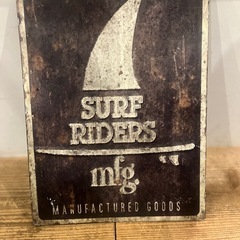 SURF
RIDERS
mfg.
MANUFACTURED GOODS